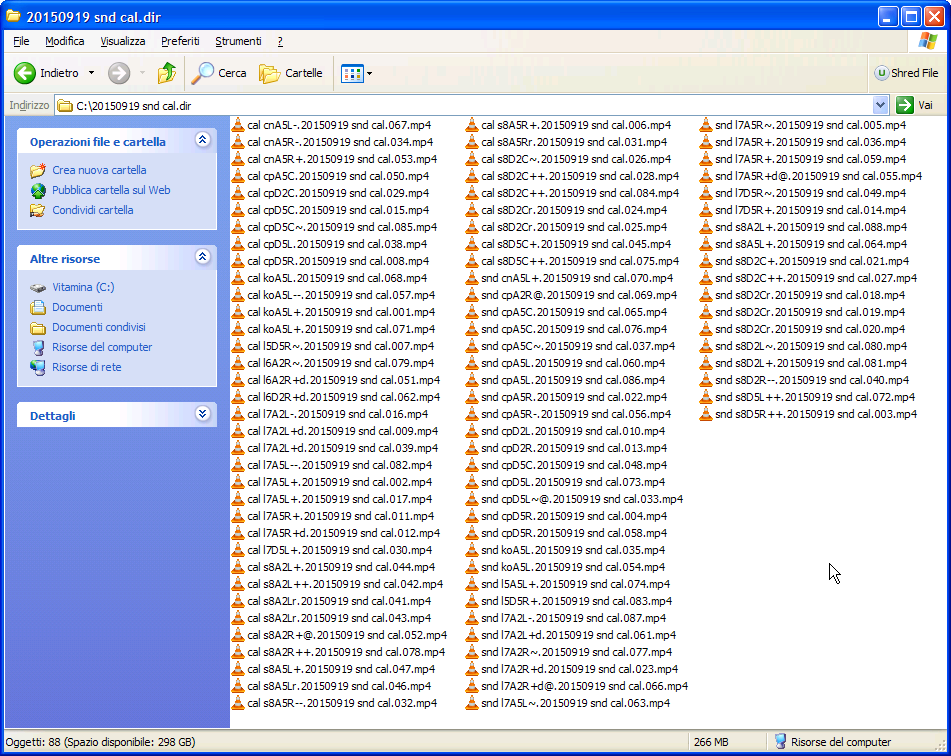 20150919 snd cal.dir
File Modifica Visualizza Preferiti Strumenti ?
Indietro Cerca Cartelle Shred File
Indirizzo C:\20150919 snd cal.dir Vai
Operazioni file e cartella
Crea nuova cartella
Pubblica cartella sul Web
Condividi cartella
Altre risorse
Vitamina (C:)
Documenti
Documenti condivisi
Risorse del computer
Risorse di rete
Dettagli
cal cnA5L-.20150919 snd cal.067.mp4
cal cnA5R-.20150919 snd cal.034.mp4
cal cnA5R+.20150919 snd cal.053.mp4
cal cpA5C.20150919 snd cal.050.mp4
cal cpD2C.20150919 snd cal.029.mp4
cal cpD5C.20150919 snd cal.015.mp4
cal cpD5C~.20150919 snd cal.085.mp4
cal cpD5L.20150919 snd cal.038.mp4
cal cpD5R.20150919 snd cal.008.mp4
cal koA5L.20150919 snd cal.068.mp4
cal koA5L--.20150919 snd cal.057.mp4
cal koA5L+.20150919 snd cal.001.mp4
cal koA5L+.20150919 snd cal.071.mp4
cal l5D5R~.20150919 snd cal.007.mp4
cal l6A2R~.20150919 snd cal.079.mp4
cal l6A2R+d.20150919 snd cal.051.mp4
cal l6D2R+d.20150919 snd cal.062.mp4
cal l7A2L-.20150919 snd cal.016.mp4
cal l7A2L+d.20150919 snd cal.009.mp4
cal l7A2L+d.20150919 snd cal.039.mp4
cal l7A5L--.20150919 snd cal.082.mp4
cal l7A5L+.20150919 snd cal.002.mp4
cal l7A5L+.20150919 snd cal.017.mp4
cal l7A5R+.20150919 snd cal.011.mp4
cal l7A5R+d.20150919 snd cal.012.mp4
cal l7D5L+.20150919 snd cal.030.mp4
cal s8A2L+.20150919 snd cal.044.mp4
cal s8A2L++.20150919 snd cal.042.mp4
cal s8A2Lr.20150919 snd cal.041.mp4
cal s8A2Lr.20150919 snd cal.043.mp4
cal s8A2R+@.20150919 snd cal.052.mp4
cal s8A2R++.20150919 snd cal.078.mp4
cal s8A5L+.20150919 snd cal.047.mp4
cal s8A5Lr.20150919 snd cal.046.mp4
cal s8A5R--.20150919 snd cal.032.mp4
cal s8A5R+.20150919 snd cal.006.mp4
cal s8A5Rr.20150919 snd cal.031.mp4
cal s8D2C~.20150919 snd cal.026.mp4
cal s8D2C++.20150919 snd cal.028.mp4
cal s8D2C++.20150919 snd cal.084.mp4
cal s8D2Cr.20150919 snd cal.024.mp4
cal s8D2Cr.20150919 snd cal.025.mp4
cal s8D5C+.20150919 snd cal.045.mp4
cal s8D5C++.20150919 snd cal.075.mp4
snd cnA5L+.20150919 snd cal.070.mp4
snd cpA2R@.20150919 snd cal.069.mp4
snd cpA5C.20150919 snd cal.065.mp4
snd cpA5C.20150919 snd cal.076.mp4
snd cpA5C~.20150919 snd cal.037.mp4
snd cpA5L.20150919 snd cal.060.mp4
snd cpA5L.20150919 snd cal.086.mp4
snd cpA5R.20150919 snd cal.022.mp4
snd cpA5R-.20150919 snd cal.056.mp4
snd cpD2L.20150919 snd cal.010.mp4
snd cpD2R.20150919 snd cal.013.mp4
snd cpD5C.20150919 snd cal.048.mp4
snd cpD5L.20150919 snd cal.073.mp4
snd cpD5L~@.20150919 snd cal.033.mp4
snd cpD5R.20150919 snd cal.004.mp4
snd cpD5R.20150919 snd cal.058.mp4
snd koA5L.20150919 snd cal.035.mp4
snd koA5L.20150919 snd cal.054.mp4
snd l5A5L+.20150919 snd cal.074.mp4
snd l5D5R+.20150919 snd cal.083.mp4
snd l7A2L-.20150919 snd cal.087.mp4
snd l7A2L+d.20150919 snd cal.061.mp4
snd l7A2R~.20150919 snd cal.077.mp4
snd l7A2R+d.20150919 snd cal.023.mp4
snd l7A2R+d@.20150919 snd cal.066.mp4
snd l7A5L~.20150919 snd cal.063.mp4
snd l7A5R~.20150919 snd cal.005.mp4
snd l7A5R+.20150919 snd cal.036.mp4
snd l7A5R+.20150919 snd cal.059.mp4
snd l7A5R+d@.20150919 snd cal.055.mp4
snd l7D5R~.20150919 snd cal.049.mp4
snd l7D5R+.20150919 snd cal.014.mp4
snd s8A2L+.20150919 snd cal.088.mp4
snd s8A5L+.20150919 snd cal.064.mp4
snd s8D2C+.20150919 snd cal.021.mp4
snd s8D2C++.20150919 snd cal.027.mp4
snd s8D2Cr.20150919 snd cal.018.mp4
snd s8D2Cr.20150919 snd cal.019.mp4
snd s8D2Cr.20150919 snd cal.020.mp4
snd s8D2L~.20150919 snd cal.080.mp4
snd s8D2L+.20150919 snd cal.081.mp4
snd s8D2R--.20150919 snd cal.040.mp4
snd s8D5L++.20150919 snd cal.072.mp4
snd s8D5R++.20150919 snd cal.003.mp4
Oggetti: 88 (Spazio disponibile: 298 GB) 266 MB Risorse del computer